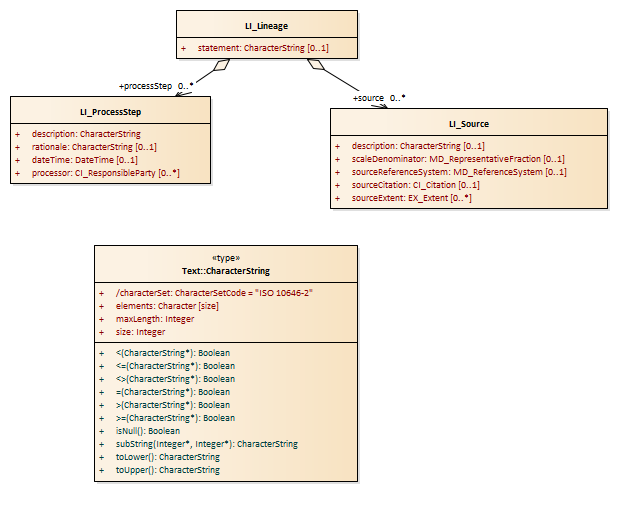 LI_Lineage
+ statement: CharacterString [0..1]
+processStep 0..*
+source 0..*
LI_ProcessStep
+ description: CharacterString
+ rationale: CharacterString [0..1]
+ dateTime: DateTime [0..1]
+ processor: CI_ResponsibleParty [0..*]
LI_Source
+ description: CharacterString [0..1]
+ scaleDenominator: MD_RepresentativeFraction [0..1]
+ sourceReferenceSystem: MD_ReferenceSystem [0..1]
+ sourceCitation: CI_Citation [0..1]
+ sourceExtent: EX_Extent [0..*]
«type»
Text::CharacterString
+ /characterSet: CharacterSetCode = "ISO 10646-2"
+ elements: Character [size]
+ maxLength: Integer
+ size: Integer
+ <(CharacterString*): Boolean
+ <=(CharacterString*): Boolean
+ <>(CharacterString*): Boolean
+ =(CharacterString*): Boolean
+ >(CharacterString*): Boolean
+ >=(CharacterString*): Boolean
+ isNull(): Boolean
+ subString(Integer*, Integer*): CharacterString
+ toLower(): CharacterString
+ toUpper(): CharacterString